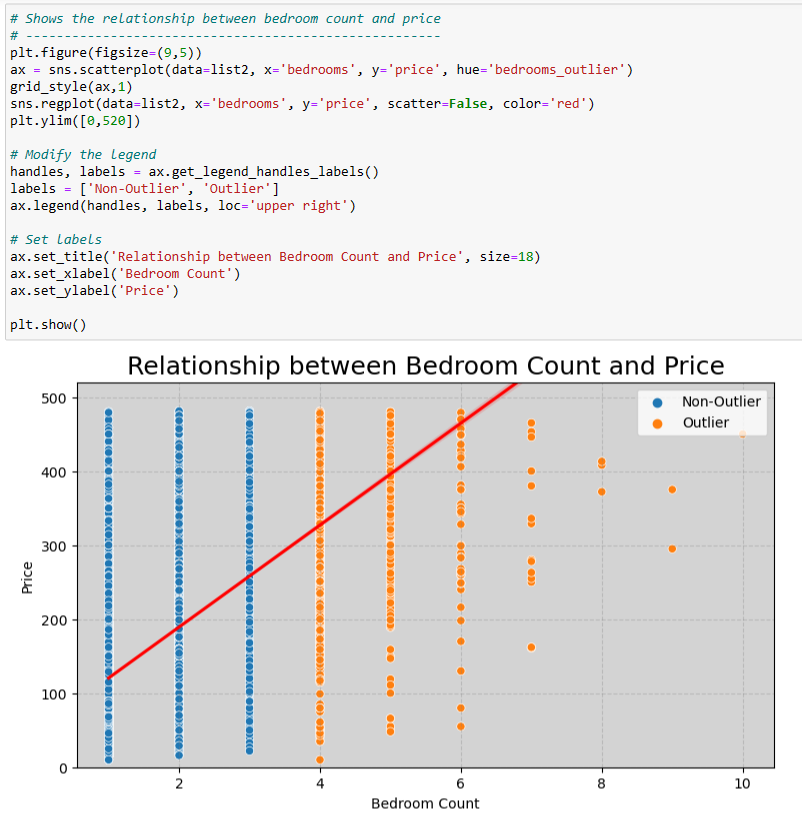 # Shows the relationship between bedroom count and price
# ----------------------------------------------------
plt.figure(figsize=(9,5))
ax = sns.scatterplot(data=list2, x='bedrooms', y='price', hue='bedrooms_outlier')
grid_style(ax,1)
sns.regplot(data=list2, x='bedrooms', y='price', scatter=False, color='red')
plt.ylim([0,520])
# Modify the legend
handles, labels = ax.get_legend_handles_labels()
labels = ['Non-Outlier', 'Outlier']
ax.legend(handles, labels, loc='upper right')
# Set labels
ax.set_title('Relationship between Bedroom Count and Price', size=18)
ax.set_xlabel('Bedroom Count')
ax.set_ylabel('Price')
plt.show()
Relationship between Bedroom Count and Price
Non-Outlier
Outlier
500
400
300
200
100
0
Price
2 4 6 8 10
Bedroom Count